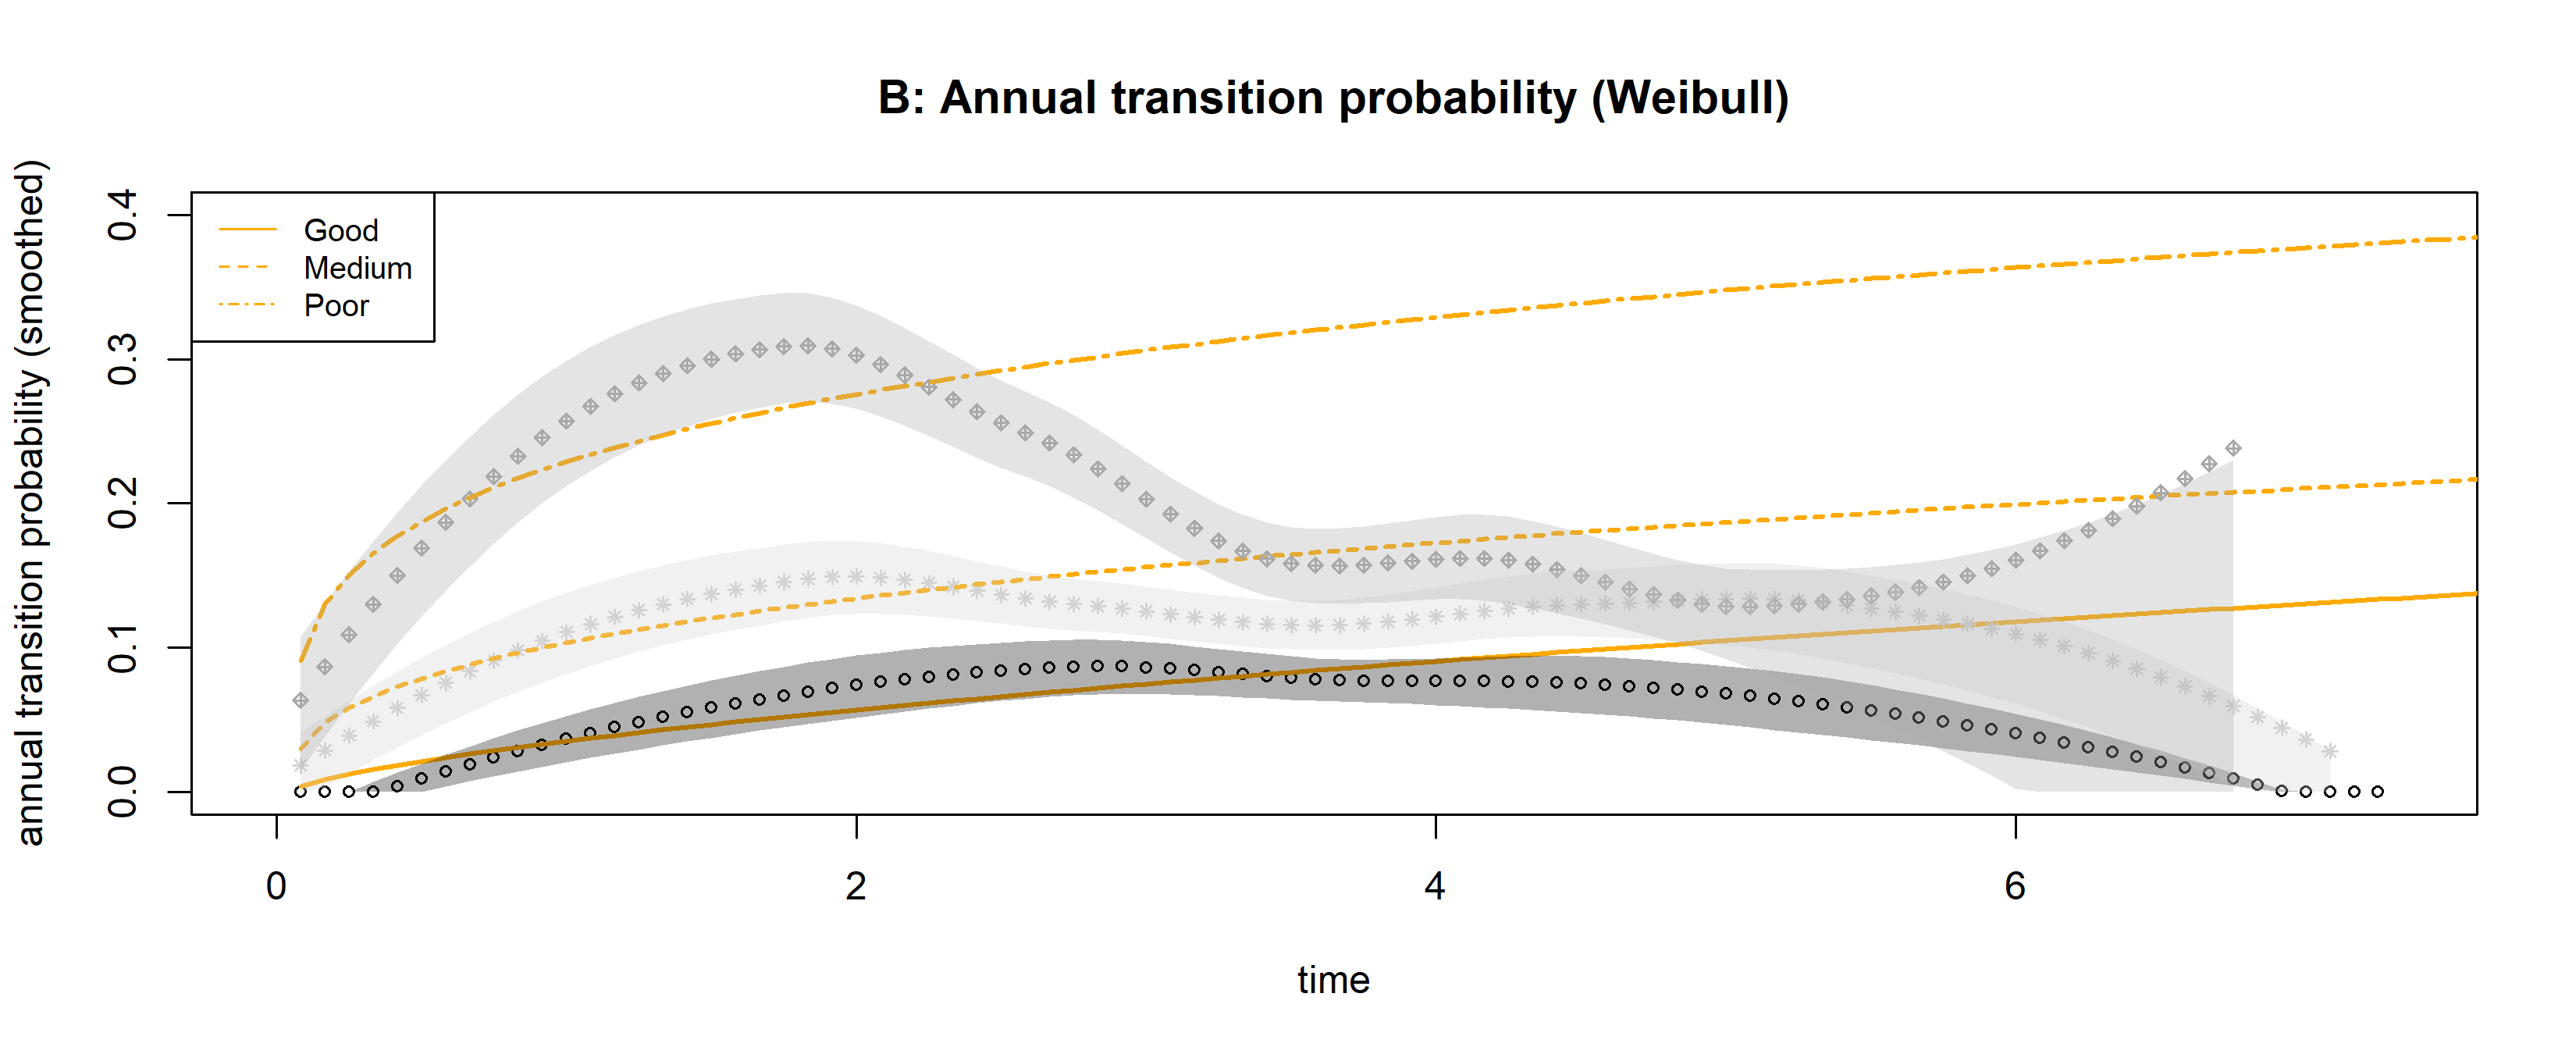 B: Annual transition probability (Weibull)
annual transition probability (smoothed)
0.4
0.3
0.2
0.1
0.0
Good
Medium
Poor
0 2 4 6
time